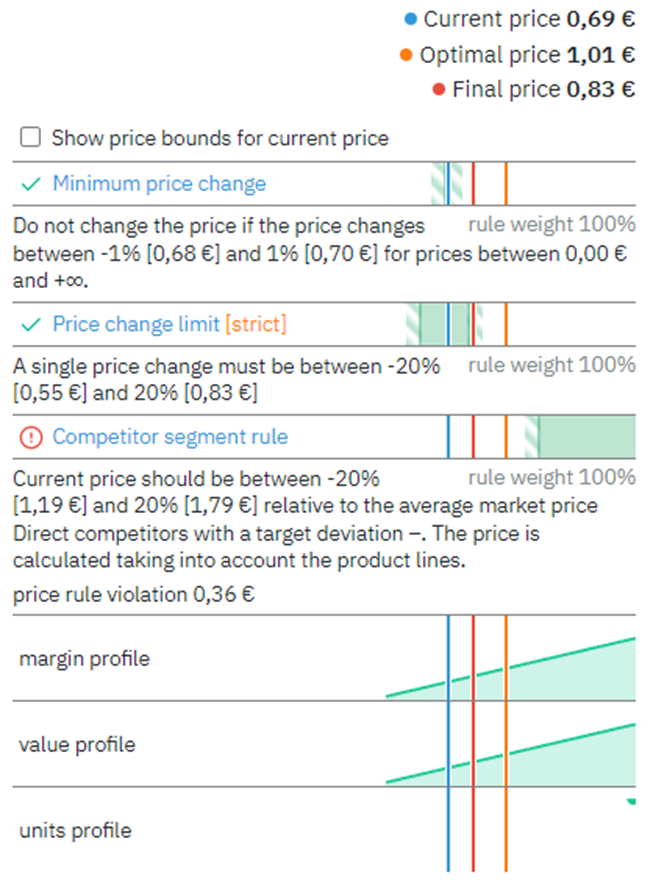 Current price 0,69 €
Optimal price 1,01 €
Final price 0,83 €
Show price bounds for current price
Minimum price change
Do not change the price if the price changes rule weight 100%
between -1% [0,68 €] and 1% [0,70 €] for prices between 0,00 €
and +∞.
Price change limit [strict]
A single price change must be between -20% rule weight 100%
[0,55 €] and 20% [0,83 €]
Competitor segment rule
Current price should be between -20% rule weight 100%
[1,19 €] and 20% [1,79 €] relative to the average market price
Direct competitors with a target deviation –. The price is
calculated taking into account the product lines.
price rule violation 0,36 €
margin profile
value profile
units profile